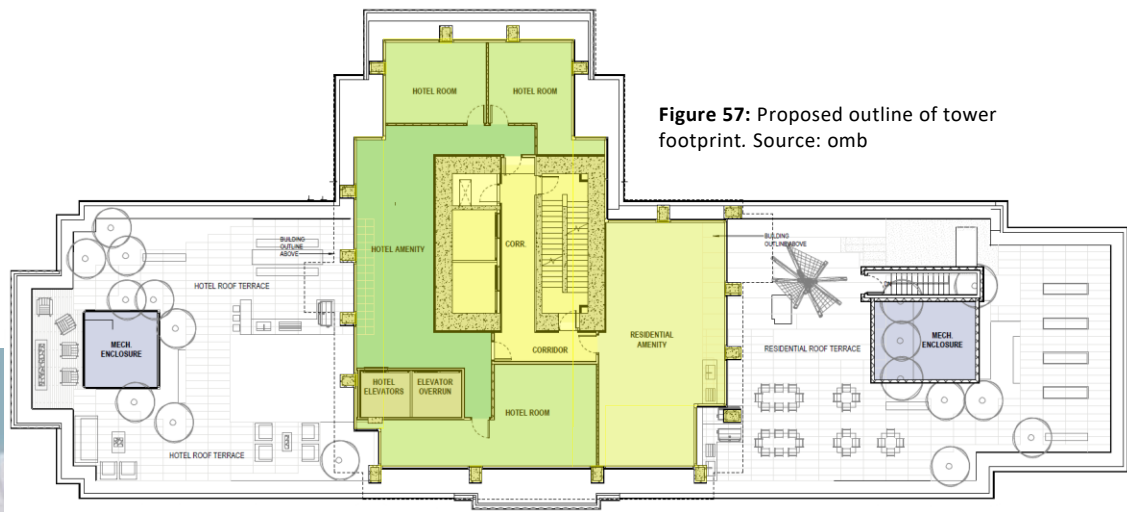 HOTEL ROOM
HOTEL ROOM
Figure 57: Proposed outline of tower
footprint. Source: omb
BUILDING
OUTLINE
ABOVE
HOTEL AMENITY
CORR.
BUILDING
OUTLINE ABOVE
HOTEL ROOF TERRACE
MECH.
ENCLOSURE
RESIDENTIAL
AMENITY
RESIDENTIAL ROOF TERRACE
MECH.
ENCLOSURE
CORRIDOR
HOTEL
ELEVATORS
ELEVATOR
OVERRUN
HOTEL ROOM
HOTEL ROOF TERRACE